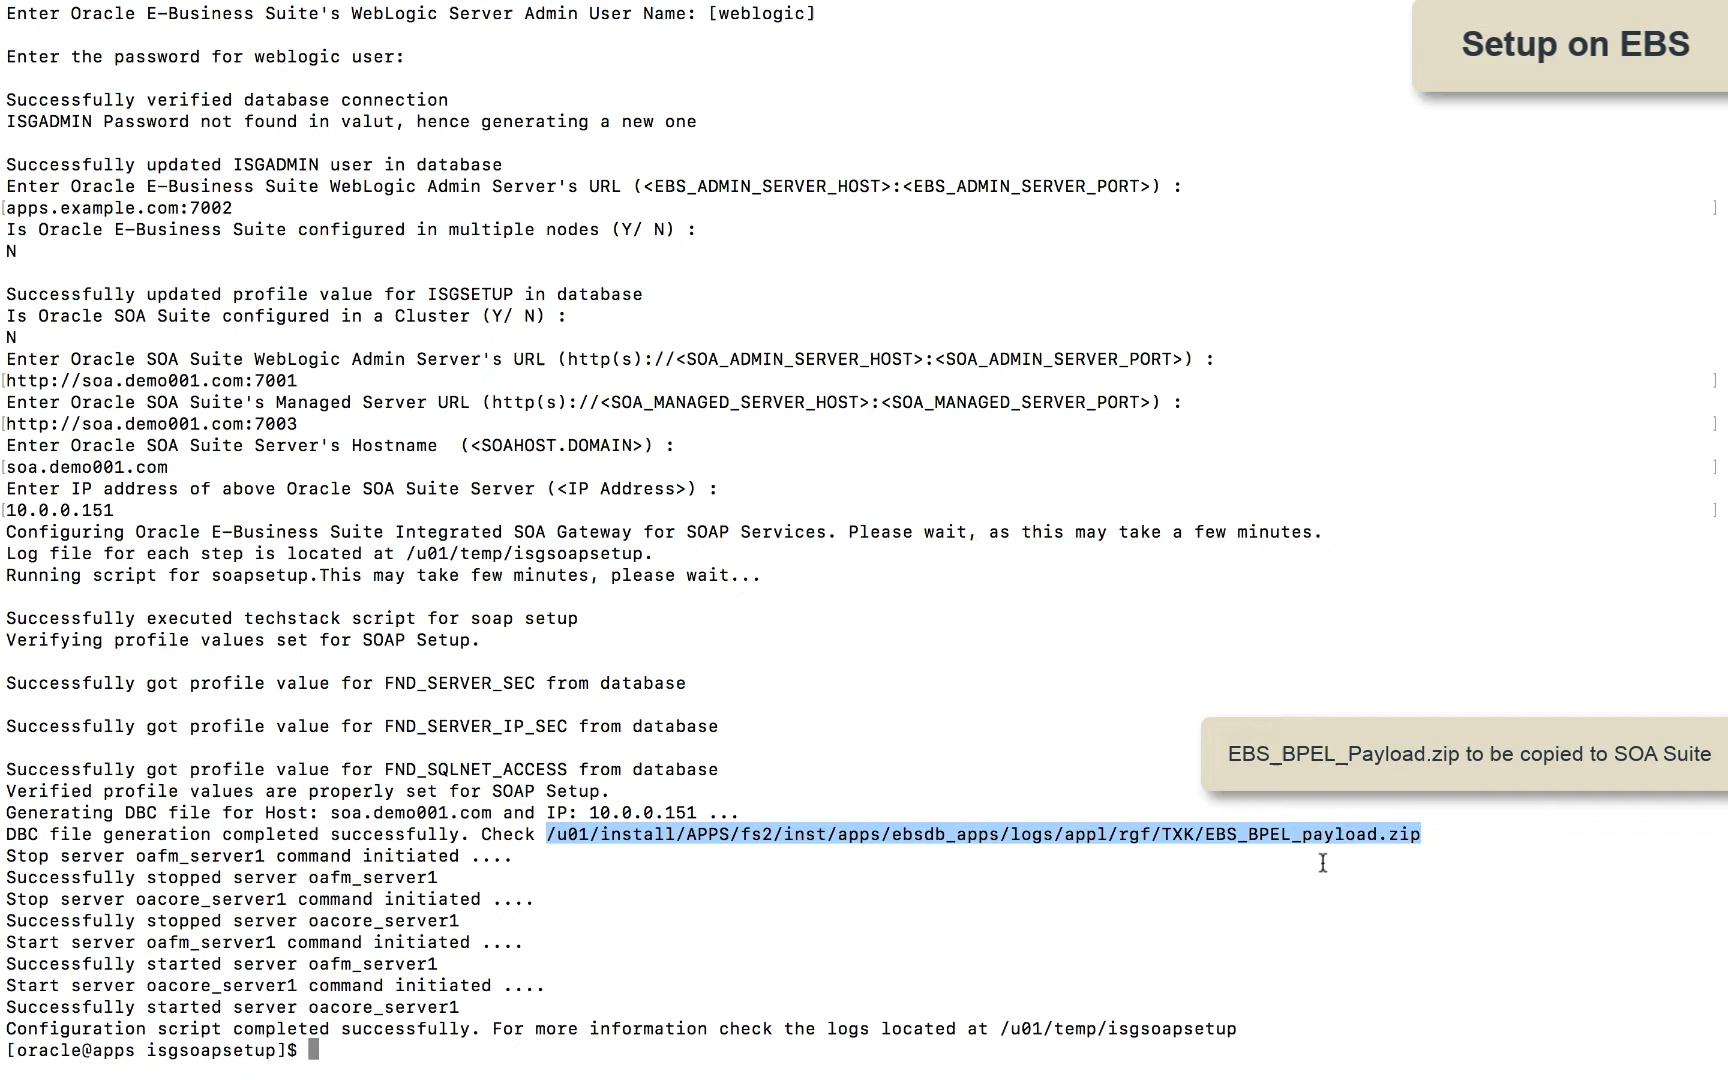 Enter Oracle E-Business Suite's WebLogic Server Admin User Name: [weblogic]
Setup on EBS
Enter the password for weblogic user:
Successfully verified database connection
ISGADMIN Password not found in valut, hence generating a new one
Successfully updated ISGADMIN user in database
Enter Oracle E-Business Suite WebLogic Admin Server's URL (<EBS_ADMIN_SERVER_HOST>:<EBS_ADMIN_SERVER_PORT>) :
[apps.example.com:7002 ]
Is Oracle E-Business Suite configured in multiple nodes (Y/ N) :
N
Successfully updated profile value for ISGSETUP in database
Is Oracle SOA Suite configured in a Cluster (Y/ N) :
N
Enter Oracle SOA Suite WebLogic Admin Server's URL (http(s)://<SOA_ADMIN_SERVER_HOST>:<SOA_ADMIN_SERVER_PORT>) :
[http://soa.demo001.com:7001 ]
Enter Oracle SOA Suite's Managed Server URL (http(s)://<SOA_MANAGED_SERVER_HOST>:<SOA_MANAGED_SERVER_PORT>) :
[http://soa.demo001.com:7003 ]
Enter Oracle SOA Suite Server's Hostname  (<SOAHOST.DOMAIN>) :
[soa.demo001.com ]
Enter IP address of above Oracle SOA Suite Server (<IP Address>) :
[10.0.0.151 ]
Configuring Oracle E-Business Suite Integrated SOA Gateway for SOAP Services. Please wait, as this may take a few minutes.
Log file for each step is located at /u01/temp/isgsoapsetup.
Running script for soapsetup.This may take few minutes, please wait...
Successfully executed techstack script for soap setup
Verifying profile values set for SOAP Setup.
Successfully got profile value for FND_SERVER_SEC from database
Successfully got profile value for FND_SERVER_IP_SEC from database
EBS_BPEL_Payload.zip to be copied to SOA Suite
Successfully got profile value for FND_SQLNET_ACCESS from database
Verified profile values are properly set for SOAP Setup.
Generating DBC file for Host: soa.demo001.com and IP: 10.0.0.151 ...
DBC file generation completed successfully. Check /u01/install/APPS/fs2/inst/apps/ebsdb_apps/logs/appl/rgf/TXK/EBS_BPEL_payload.zip
Stop server oafm_server1 command initiated ....
Successfully stopped server oafm_server1
Stop server oacore_server1 command initiated ....
Successfully stopped server oacore_server1
Start server oafm_server1 command initiated ....
Successfully started server oafm_server1
Start server oacore_server1 command initiated ....
Successfully started server oacore_server1
Configuration script completed successfully. For more information check the logs located at /u01/temp/isgsoapsetup
[oracle@apps isgsoapsetup]$